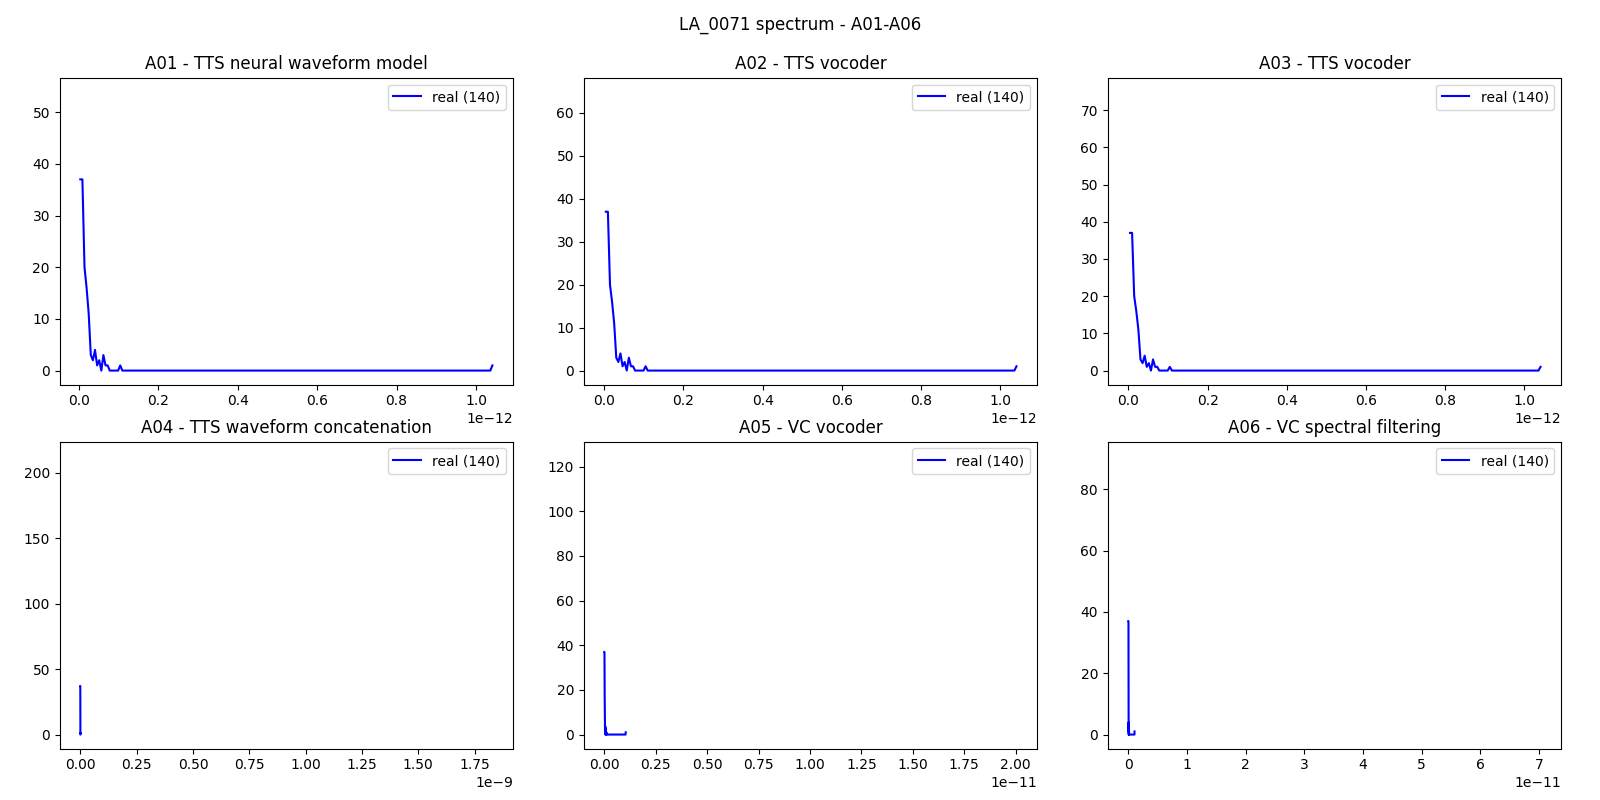 LA_0071 spectrum - A01-A06
A01 - TTS neural waveform model
real (140)
50
40
30
20
10
0
0.0 0.2 0.4 0.6 0.8 1.0
1e−12
A02 - TTS vocoder
real (140)
60
50
40
30
20
10
0
0.0 0.2 0.4 0.6 0.8 1.0
1e−12
A03 - TTS vocoder
real (140)
70
60
50
40
30
20
10
0
0.0 0.2 0.4 0.6 0.8 1.0
1e−12
A04 - TTS waveform concatenation
real (140)
200
150
100
50
0
0.00 0.25 0.50 0.75 1.00 1.25 1.50 1.75
1e−9
A05 - VC vocoder
real (140)
120
100
80
60
40
20
0
0.00 0.25 0.50 0.75 1.00 1.25 1.50 1.75 2.00
1e−11
A06 - VC spectral filtering
real (140)
80
60
40
20
0
0 1 2 3 4 5 6 7
1e−11